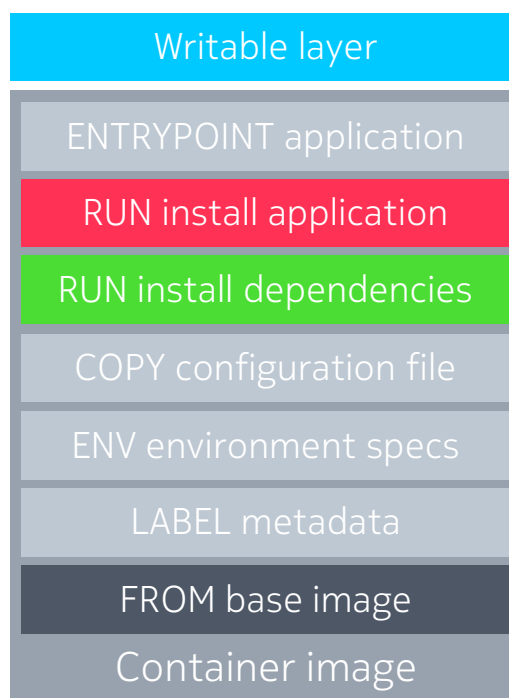 Writable layer
ENTRYPOINT application
RUN install application
RUN install dependencies
COPY configuration file
ENV environment specs
LABEL metadata
FROM base image
Container image